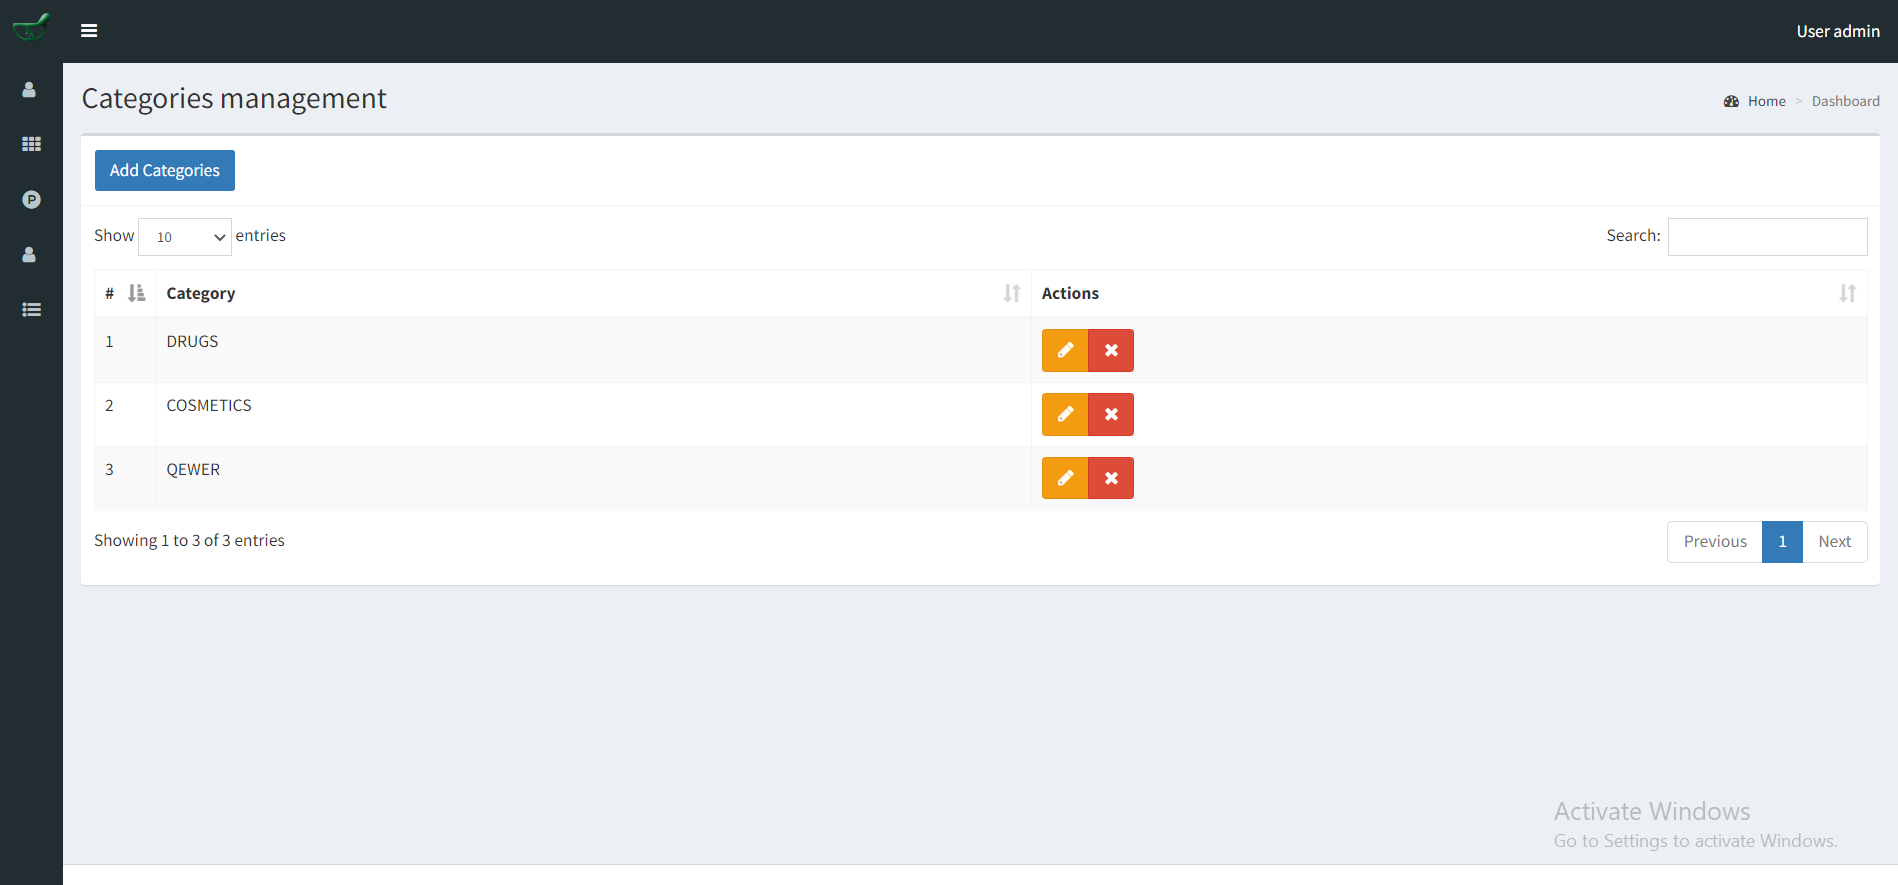 User admin
Categories management
Home > Dashboard
Add Categories
Show 10 entries
Search:
# Category Actions
1 DRUGS
2 COSMETICS
3 QEWER
Showing 1 to 3 of 3 entries
Previous 1 Next
Activate Windows
Go to Settings to activate Windows.
P